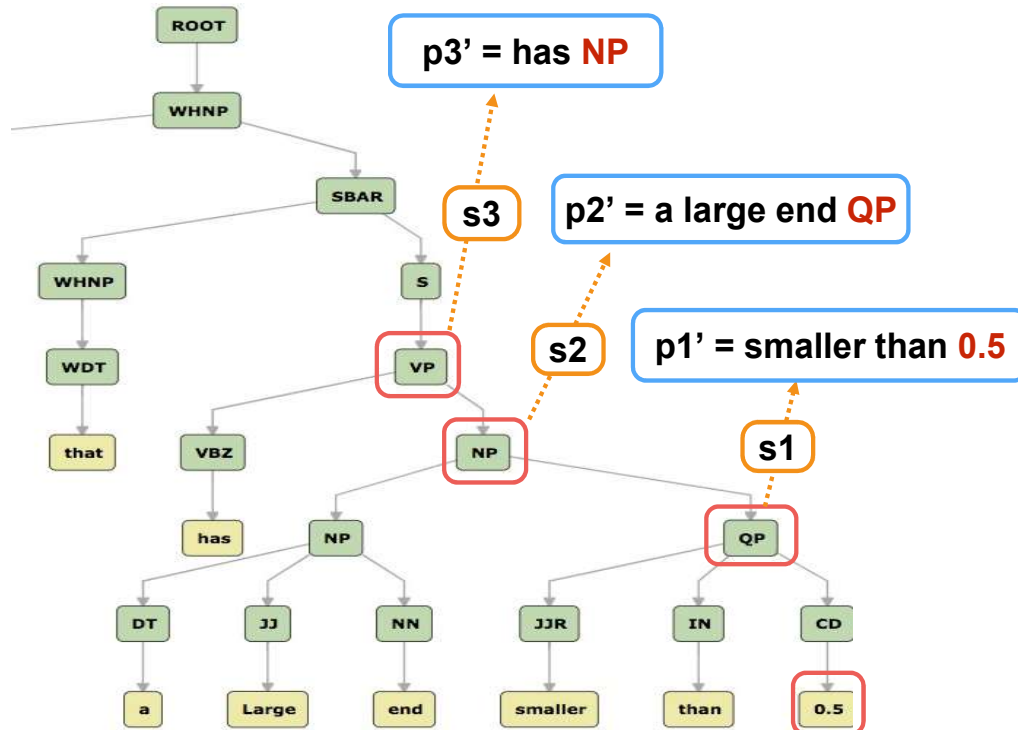 ROOT
p3’ = has NP
WHNP
SBAR
s3
p2’ = a large end QP
WHNP
S
p1’ = smaller than 0.5
s2
WDT
VP
s1
that
VBZ
NP
has
NP
QP
DT
JJ
NN
JJR
IN
CD
a
Large
end
smaller
than
0.5